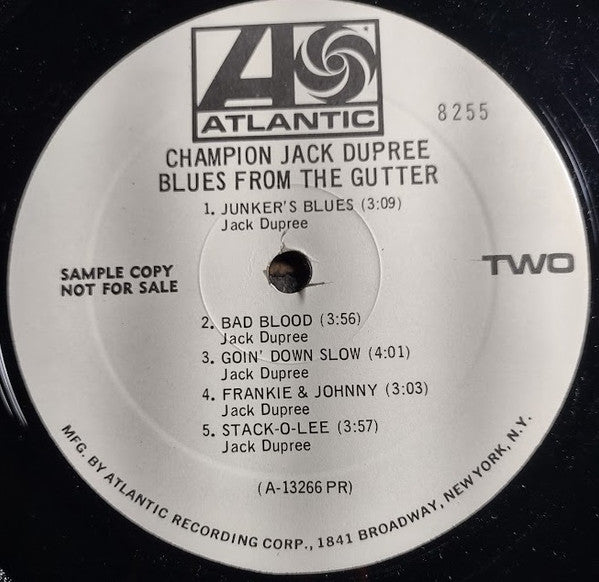 ATLANTIC
8255
CHAMPION JACK DUPREE
BLUES FROM THE GUTTER
1. JUNKER'S BLUES (3:09)
Jack Dupree
SAMPLE COPY
NOT FOR SALE
TWO
2. BAD BLOOD (3:56)
Jack Dupree
3. GOIN' DOWN SLOW (4:01)
Jack Dupree
4. FRANKIE & JOHNNY (3:03)
Jack Dupree
5. STACK-O-LEE (3:57)
Jack Dupree
(A-13266 PR)
MFG. BY ATLANTIC RECORDING CORP., 1841 BROADWAY, NEW YORK, N.Y.